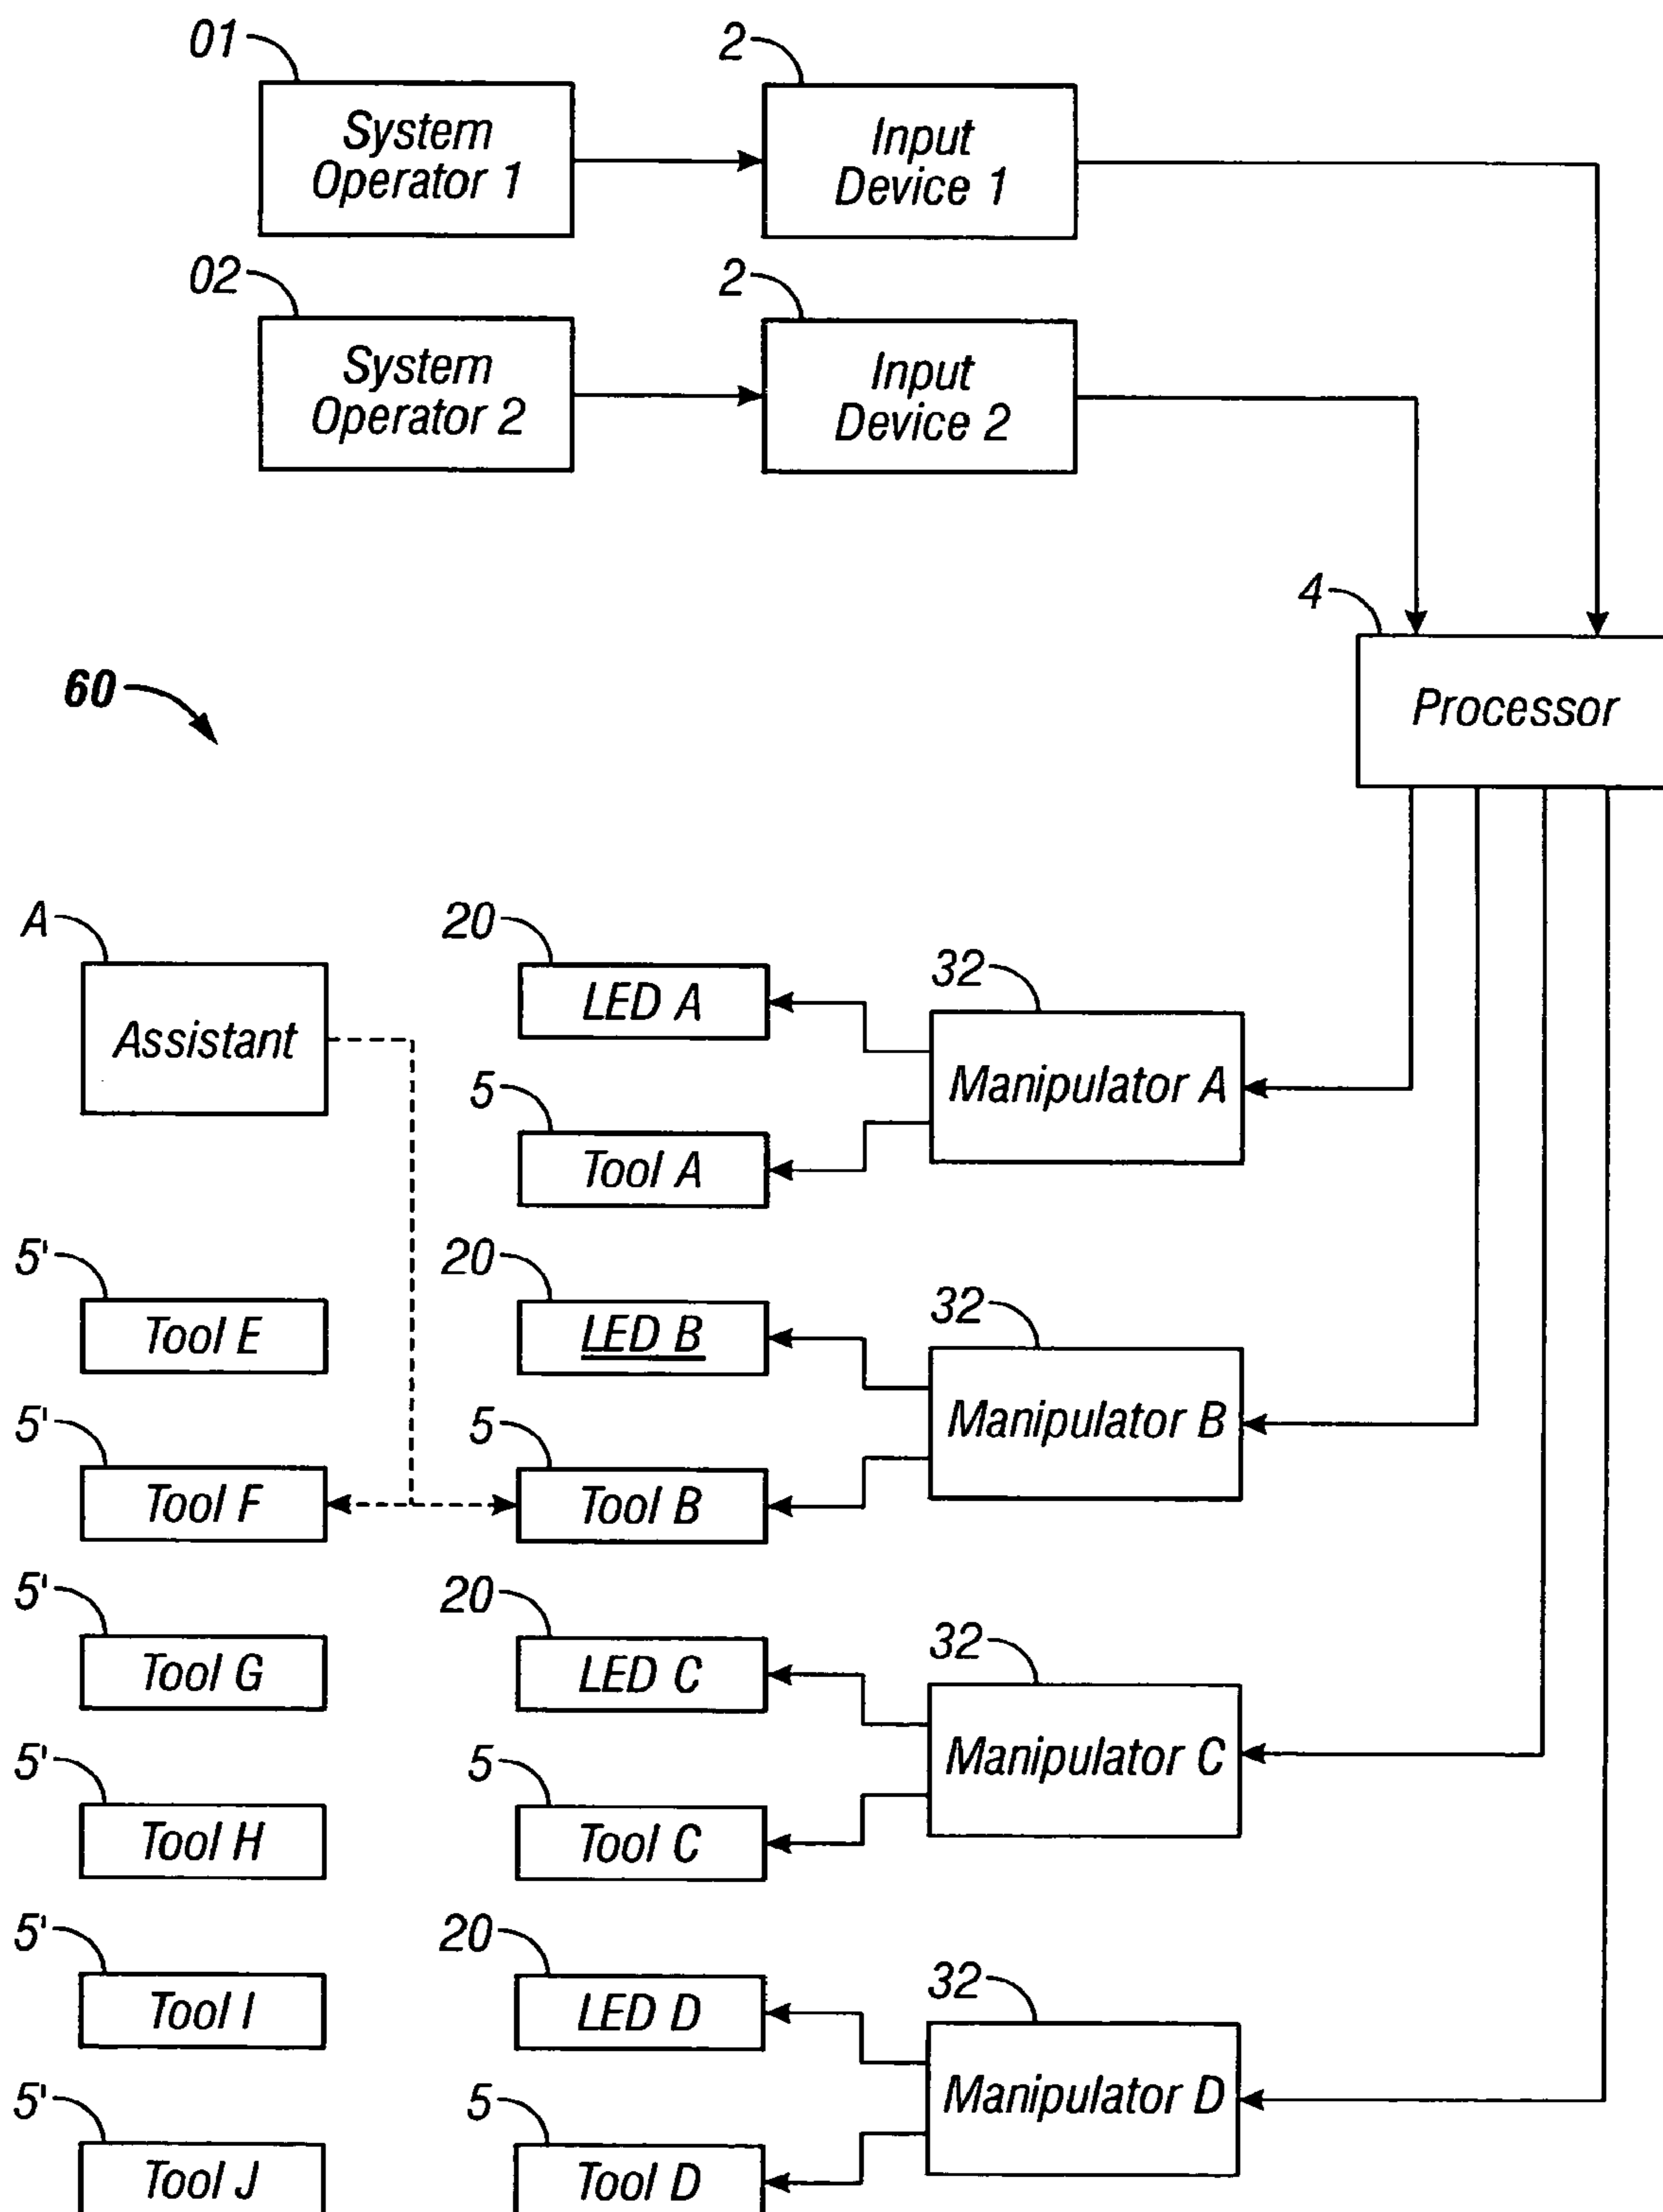 01
2
System
Operator 1
Input
Device 1
02
2
System
Operator 2
Input
Device 2
4
Processor
60
A
Assistant
20
LED A
32
Manipulator A
5
Tool A
5'
Tool E
20
LED B
32
Manipulator B
5'
Tool F
5
Tool B
5'
Tool G
20
LED C
32
Manipulator C
5'
Tool H
5
Tool C
5'
Tool I
20
LED D
32
Manipulator D
5'
Tool J
5
Tool D